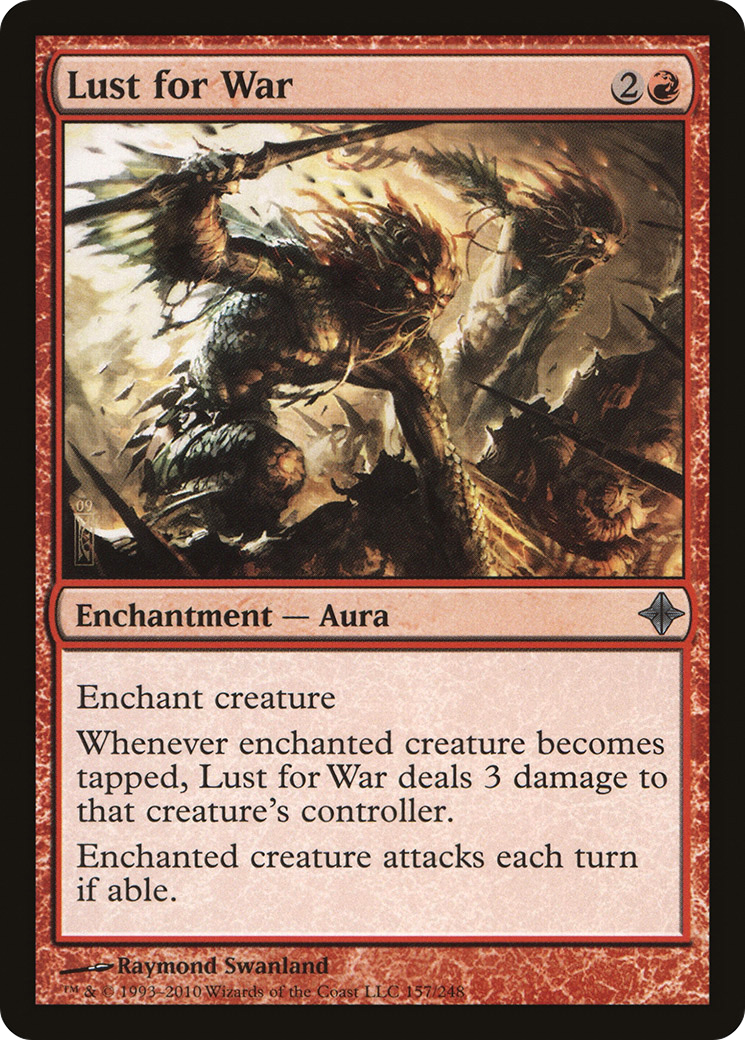 Lust for War 2
Enchantment — Aura
Enchant creature
Whenever enchanted creature becomes
tapped, Lust for War deals 3 damage to
that creature's controller.
Enchanted creature attacks each turn
if able.
09
Raymond Swanland
™ & © 1993–2010 Wizards of the Coast LLC 157/248